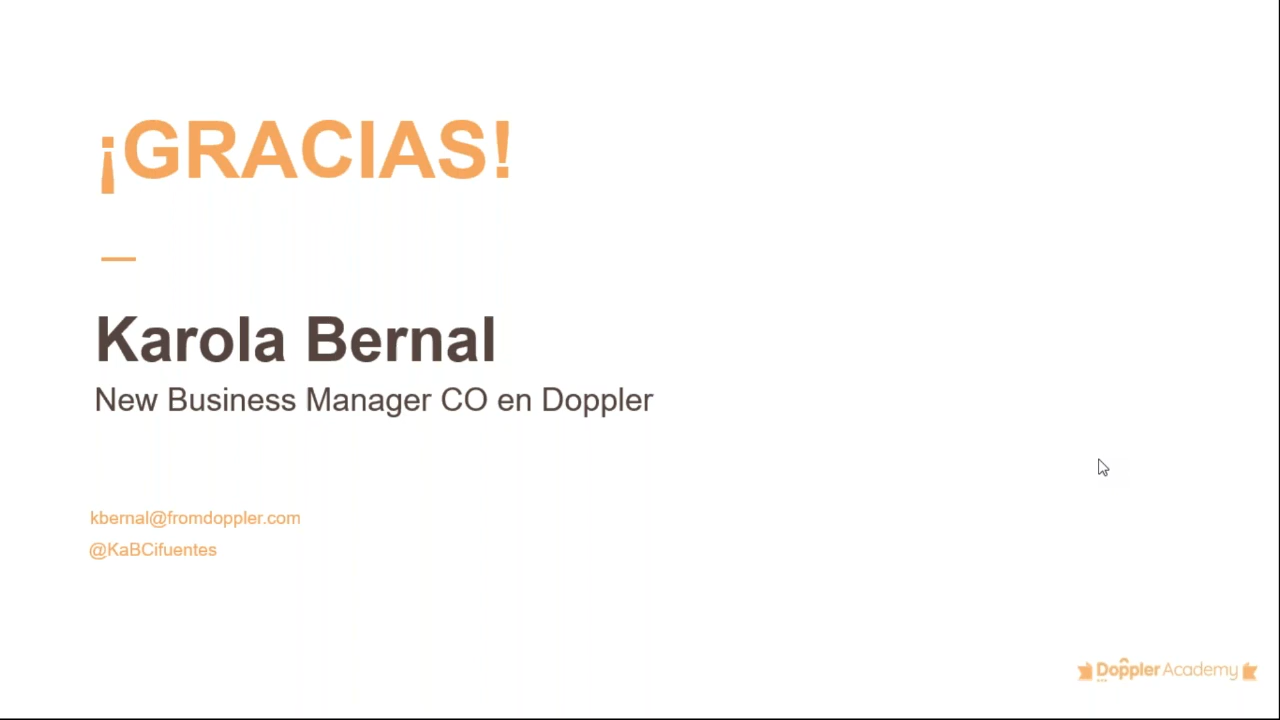 ¡GRACIAS!
Karola Bernal
New Business Manager CO en Doppler
kbernal@fromdoppler.com
@KaBCifuentes
Doppler Academy